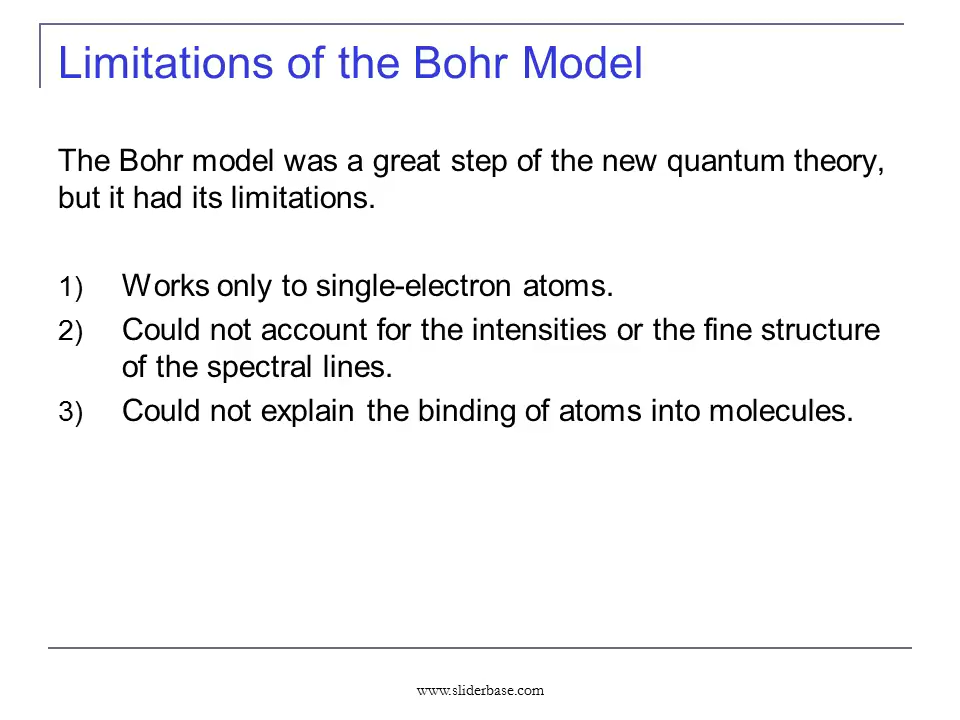 Limitations of the Bohr Model
The Bohr model was a great step of the new quantum theory,
but it had its limitations.
1) Works only to single-electron atoms.
2) Could not account for the intensities or the fine structure
of the spectral lines.
3) Could not explain the binding of atoms into molecules.
www.sliderbase.com